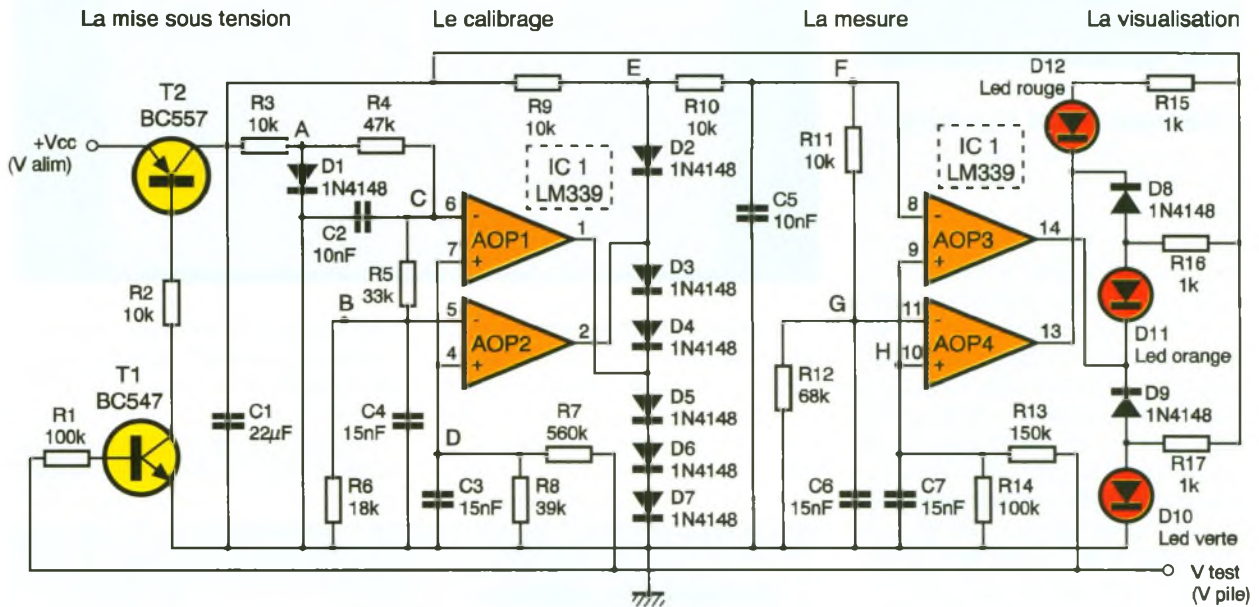 La mise sous tension
Le calibrage
La mesure
La visualisation
T2
BC557
+Vcc
(V alim)
R3
10k
A
R4
47k
D1
1N4148
C2
10nF
C
R5
33k
B
R2
10k
T1
BC547
R1
100k
C1
22µF
R6
18k
C4
15nF
D
C3
15nF
R8
39k
R7
560k
6
-
7
+
AOP1
1
5
-
4
+
AOP2
2
IC 1
LM339
R9
10k
E
R10
10k
D2
1N4148
D3
1N4148
D4
1N4148
D5
1N4148
D6
1N4148
D7
1N4148
C5
10nF
F
R11
10k
G
R12
68k
C6
15nF
C7
15nF
R13
150k
R14
100k
IC 1
LM339
8
-
9
+
AOP3
14
11
-
H
10
+
AOP4
13
D12
Led rouge
R15
1k
D8
1N4148
R16
1k
D11
Led orange
D9
1N4148
R17
1k
D10
Led verte
V test
(V pile)